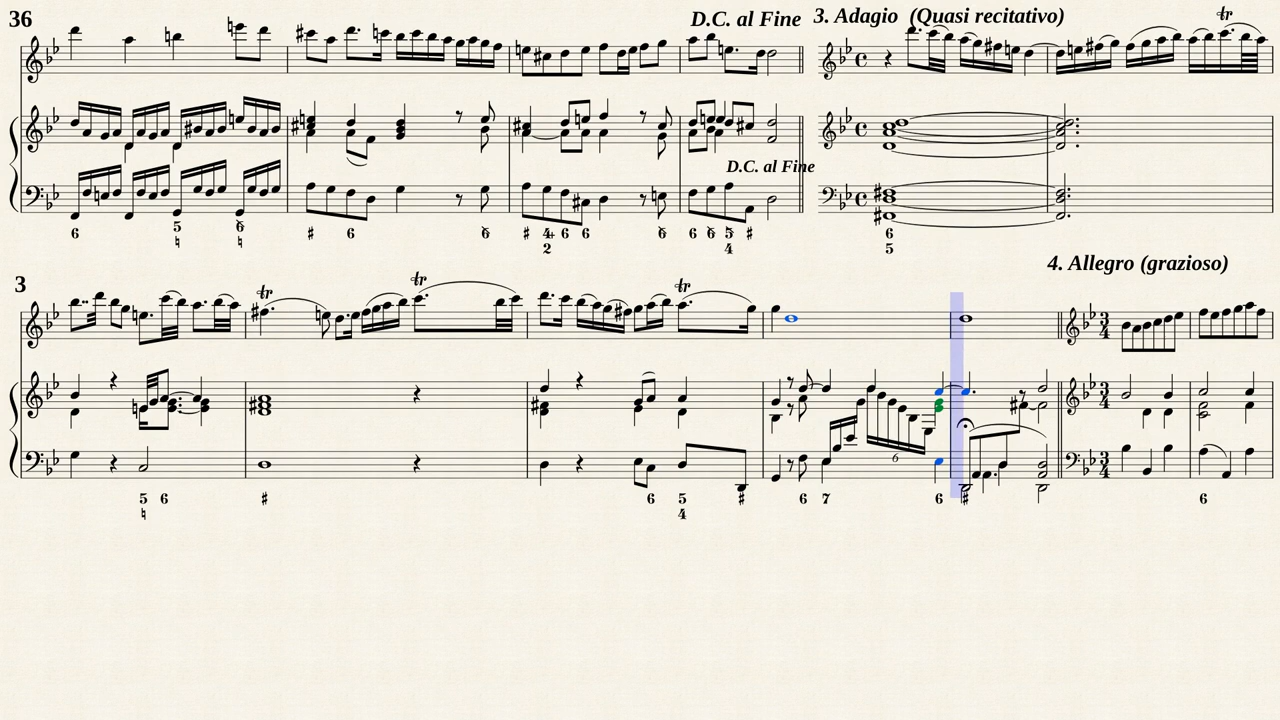 36
D.C. al Fine 3. Adagio (Quasi recitativo)
tr
D.C. al Fine
6 5 6 # 6 6 # 4+ 6 6 6 6 6 5 # 6
♮ ♮ 2 4 5
4. Allegro (grazioso)
3
tr tr tr
6
5 6 # 6 5 # 6 7 6 # 6
♮ 4